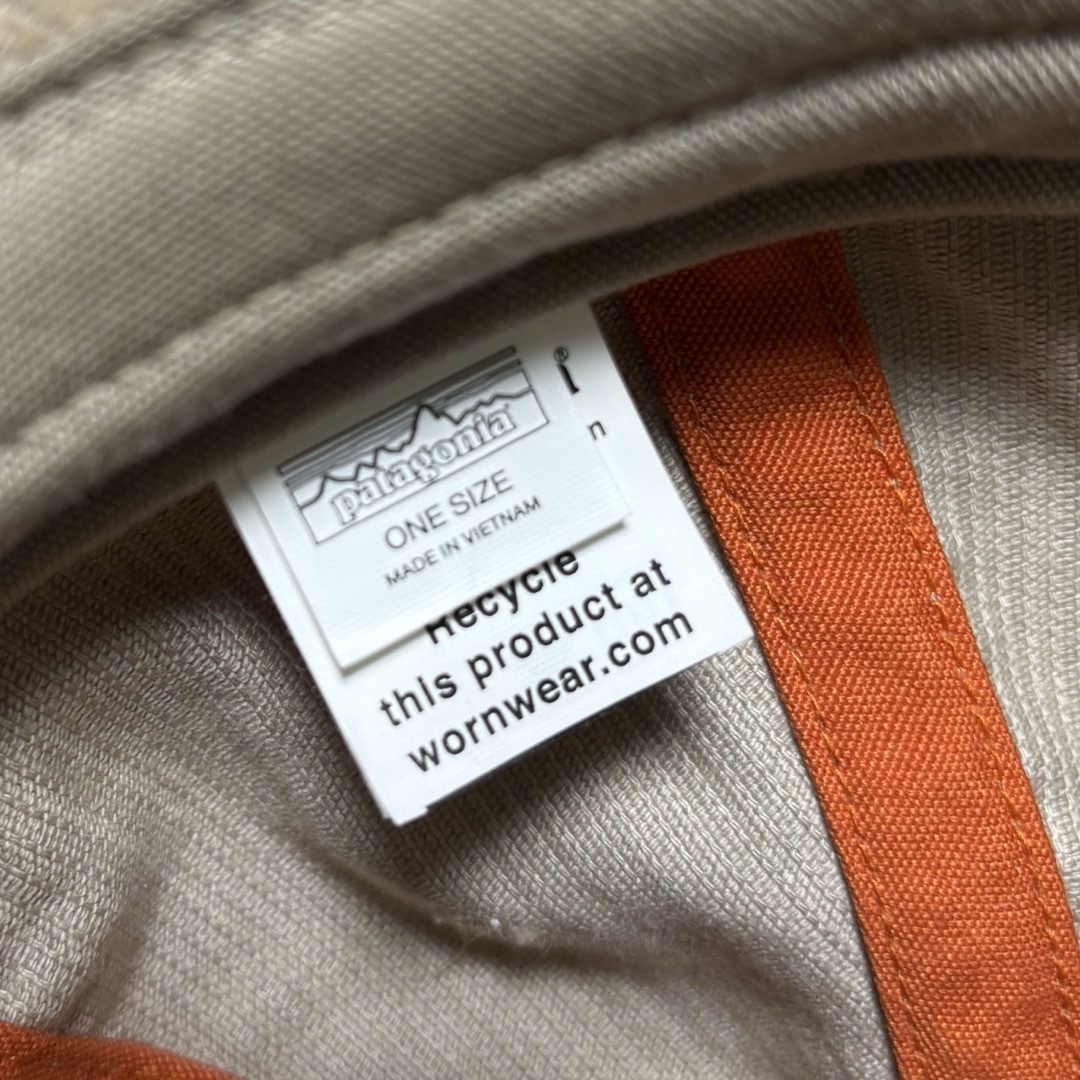 patagonia
ONE SIZE
MADE IN VIETNAM
®
n
Recycle
this product at
wornwear.com